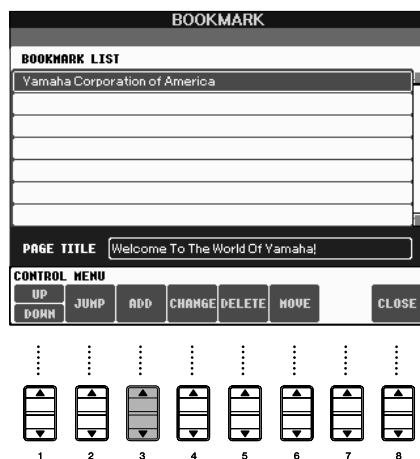 BOOKMARK
BOOKMARK LIST
Yamaha Corporation of America
PAGE TITLE Welcome To The World Of Yamaha!
CONTROL MENU
UP JUMP ADD CHANGE DELETE MOVE CLOSE
DOWN
1 2 3 4 5 6 7 8